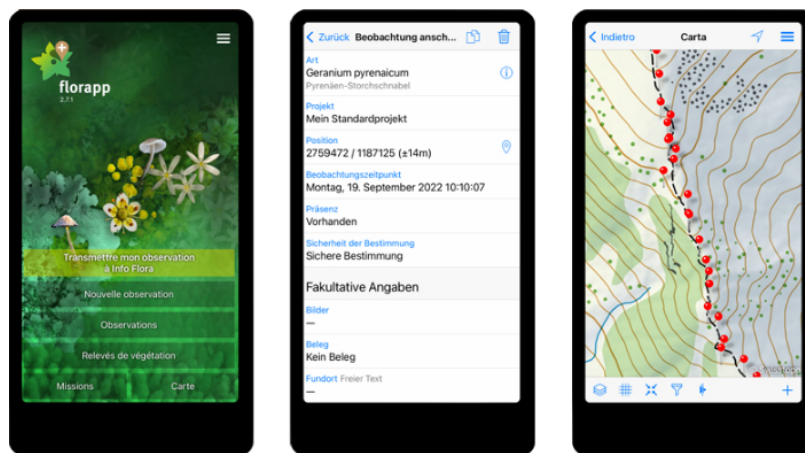 florapp
2.7.1
Transmettre mon observation
à Info Flora
Nouvelle observation
Observations
Relevés de végétation
Missions
Carte
Zurück
Beobachtung ansch...
Art
Geranium pyrenaicum
Pyrenäen-Storchschnabel
Projekt
Mein Standardprojekt
Position
2759472 / 1187125 (±14m)
Beobachtungszeitpunkt
Montag, 19. September 2022 10:10:07
Präsenz
Vorhanden
Sicherheit der Bestimmung
Sichere Bestimmung
Fakultative Angaben
Bilder
—
Beleg
Kein Beleg
Fundort Freier Text
—
Indietro
Carta